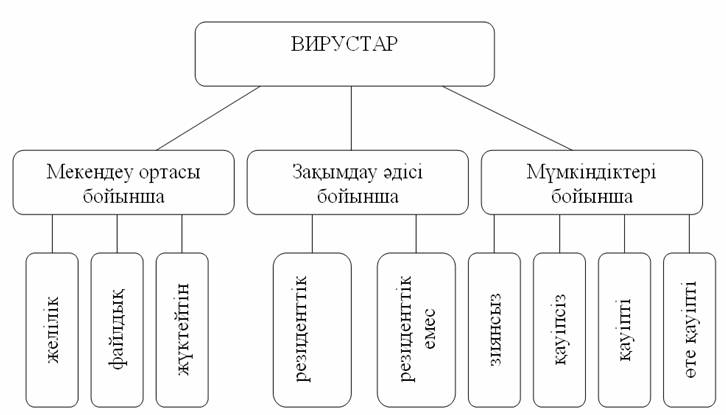 ВИРУСТАР
Мекендеу ортасы
бойынша
Зақымдау әдісі
бойынша
Мүмкіндіктері
бойынша
желілік
файлдық
жүктейтін
резиденттік
резиденттік
емес
зиянсыз
қауіпсіз
қауіпті
өте қауіпті